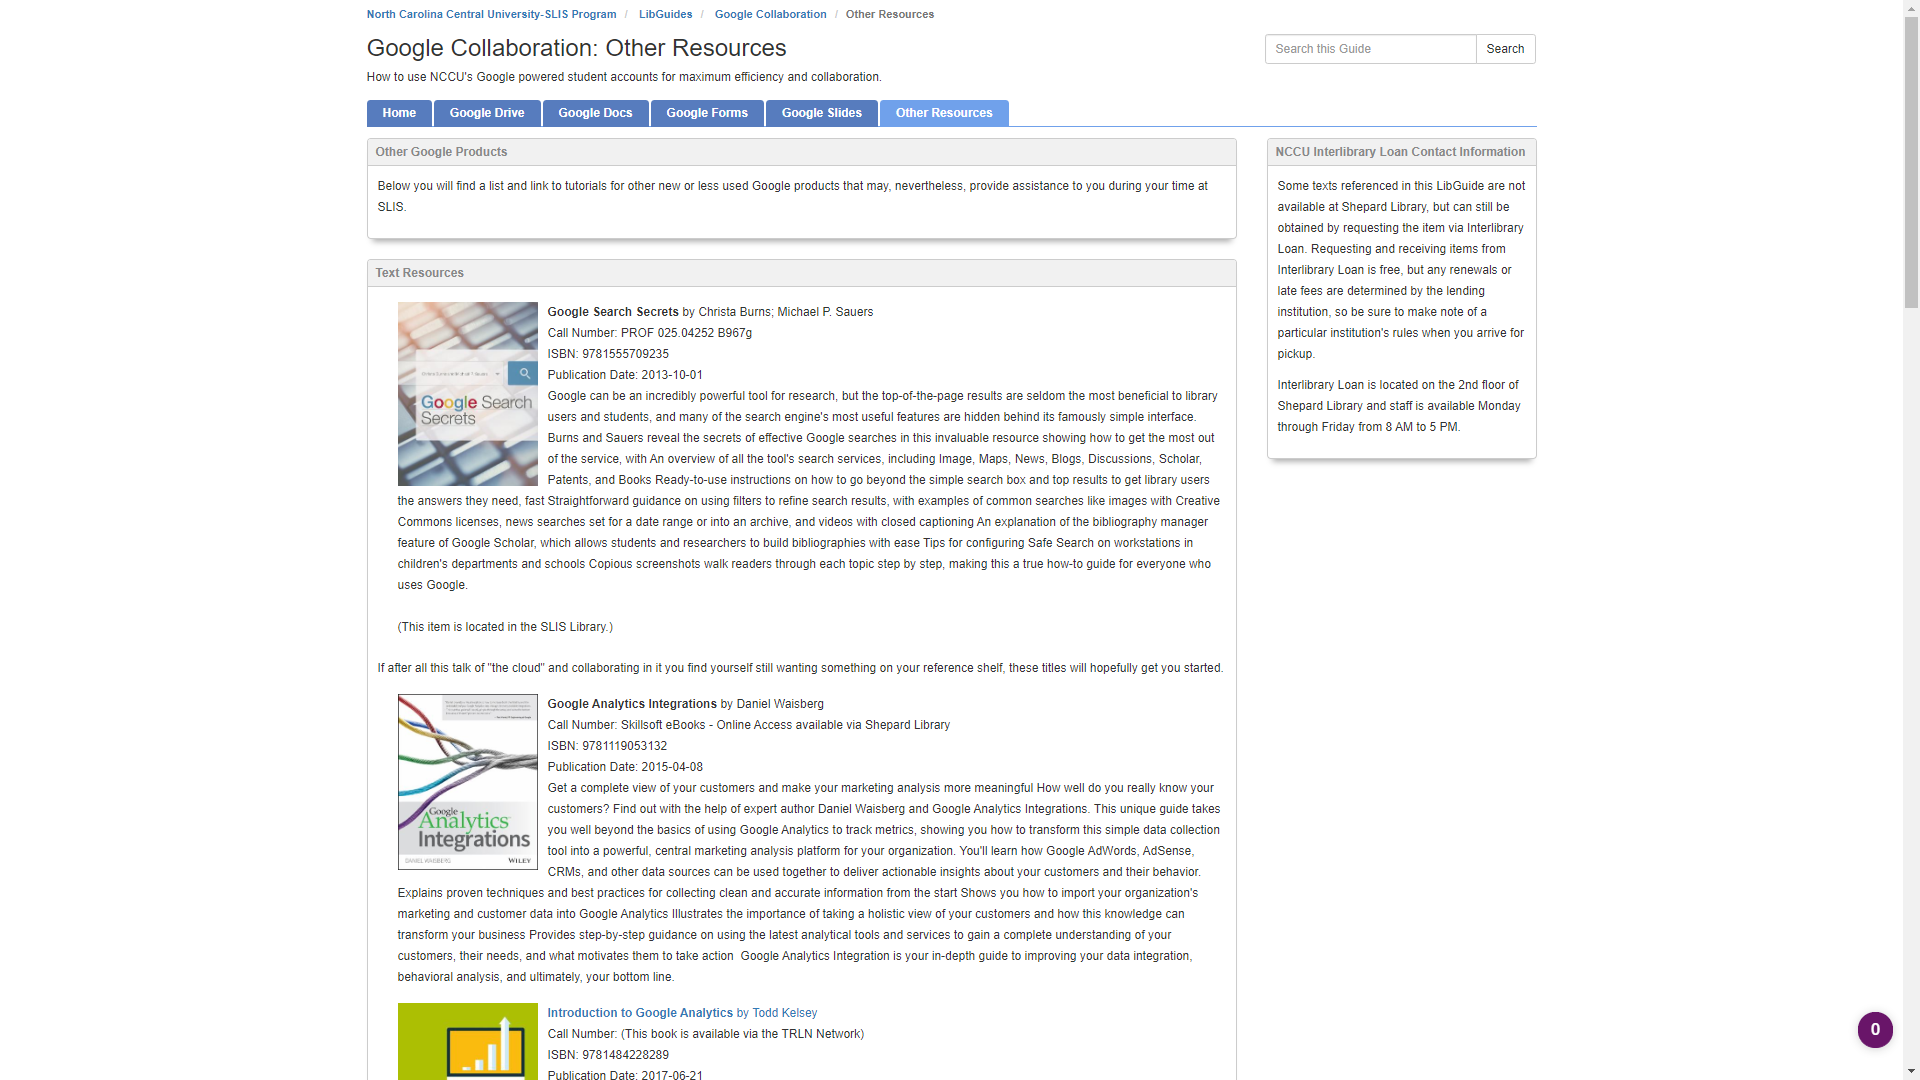 North Carolina Central University-SLIS Program / LibGuides / Google Collaboration / Other Resources
Google Collaboration: Other Resources
Search this Guide Search
How to use NCCU's Google powered student accounts for maximum efficiency and collaboration.
Home Google Drive Google Docs Google Forms Google Slides Other Resources
Other Google Products
Below you will find a list and link to tutorials for other new or less used Google products that may, nevertheless, provide assistance to you during your time at
SLIS.
Text Resources
Google Search
Secrets
Google Search Secrets by Christa Burns; Michael P. Sauers
Call Number: PROF 025.04252 B967g
ISBN: 9781555709235
Publication Date: 2013-10-01
Google can be an incredibly powerful tool for research, but the top-of-the-page results are seldom the most beneficial to library
users and students, and many of the search engine's most useful features are hidden behind its famously simple interface.
Burns and Sauers reveal the secrets of effective Google searches in this invaluable resource showing how to get the most out
of the service, with An overview of all the tool's search services, including Image, Maps, News, Blogs, Discussions, Scholar,
Patents, and Books Ready-to-use instructions on how to go beyond the simple search box and top results to get library users
the answers they need, fast Straightforward guidance on using filters to refine search results, with examples of common searches like images with Creative
Commons licenses, news searches set for a date range or into an archive, and videos with closed captioning An explanation of the bibliography manager
feature of Google Scholar, which allows students and researchers to build bibliographies with ease Tips for configuring Safe Search on workstations in
children's departments and schools Copious screenshots walk readers through each topic step by step, making this a true how-to guide for everyone who
uses Google.
(This item is located in the SLIS Library.)
If after all this talk of "the cloud" and collaborating in it you find yourself still wanting something on your reference shelf, these titles will hopefully get you started.
Google
Analytics
Integrations
DANIEL WAISBERG WILEY
Google Analytics Integrations by Daniel Waisberg
Call Number: Skillsoft eBooks - Online Access available via Shepard Library
ISBN: 9781119053132
Publication Date: 2015-04-08
Get a complete view of your customers and make your marketing analysis more meaningful How well do you really know your
customers? Find out with the help of expert author Daniel Waisberg and Google Analytics Integrations. This unique guide takes
you well beyond the basics of using Google Analytics to track metrics, showing you how to transform this simple data collection
tool into a powerful, central marketing analysis platform for your organization. You'll learn how Google AdWords, AdSense,
CRMs, and other data sources can be used together to deliver actionable insights about your customers and their behavior.
Explains proven techniques and best practices for collecting clean and accurate information from the start Shows you how to import your organization's
marketing and customer data into Google Analytics Illustrates the importance of taking a holistic view of your customers and how this knowledge can
transform your business Provides step-by-step guidance on using the latest analytical tools and services to gain a complete understanding of your
customers, their needs, and what motivates them to take action  Google Analytics Integration is your in-depth guide to improving your data integration,
behavioral analysis, and ultimately, your bottom line.
Introduction to Google Analytics by Todd Kelsey
Call Number: (This book is available via the TRLN Network)
ISBN: 9781484228289
Publication Date: 2017-06-21
NCCU Interlibrary Loan Contact Information
Some texts referenced in this LibGuide are not
available at Shepard Library, but can still be
obtained by requesting the item via Interlibrary
Loan. Requesting and receiving items from
Interlibrary Loan is free, but any renewals or
late fees are determined by the lending
institution, so be sure to make note of a
particular institution's rules when you arrive for
pickup.
Interlibrary Loan is located on the 2nd floor of
Shepard Library and staff is available Monday
through Friday from 8 AM to 5 PM.
0